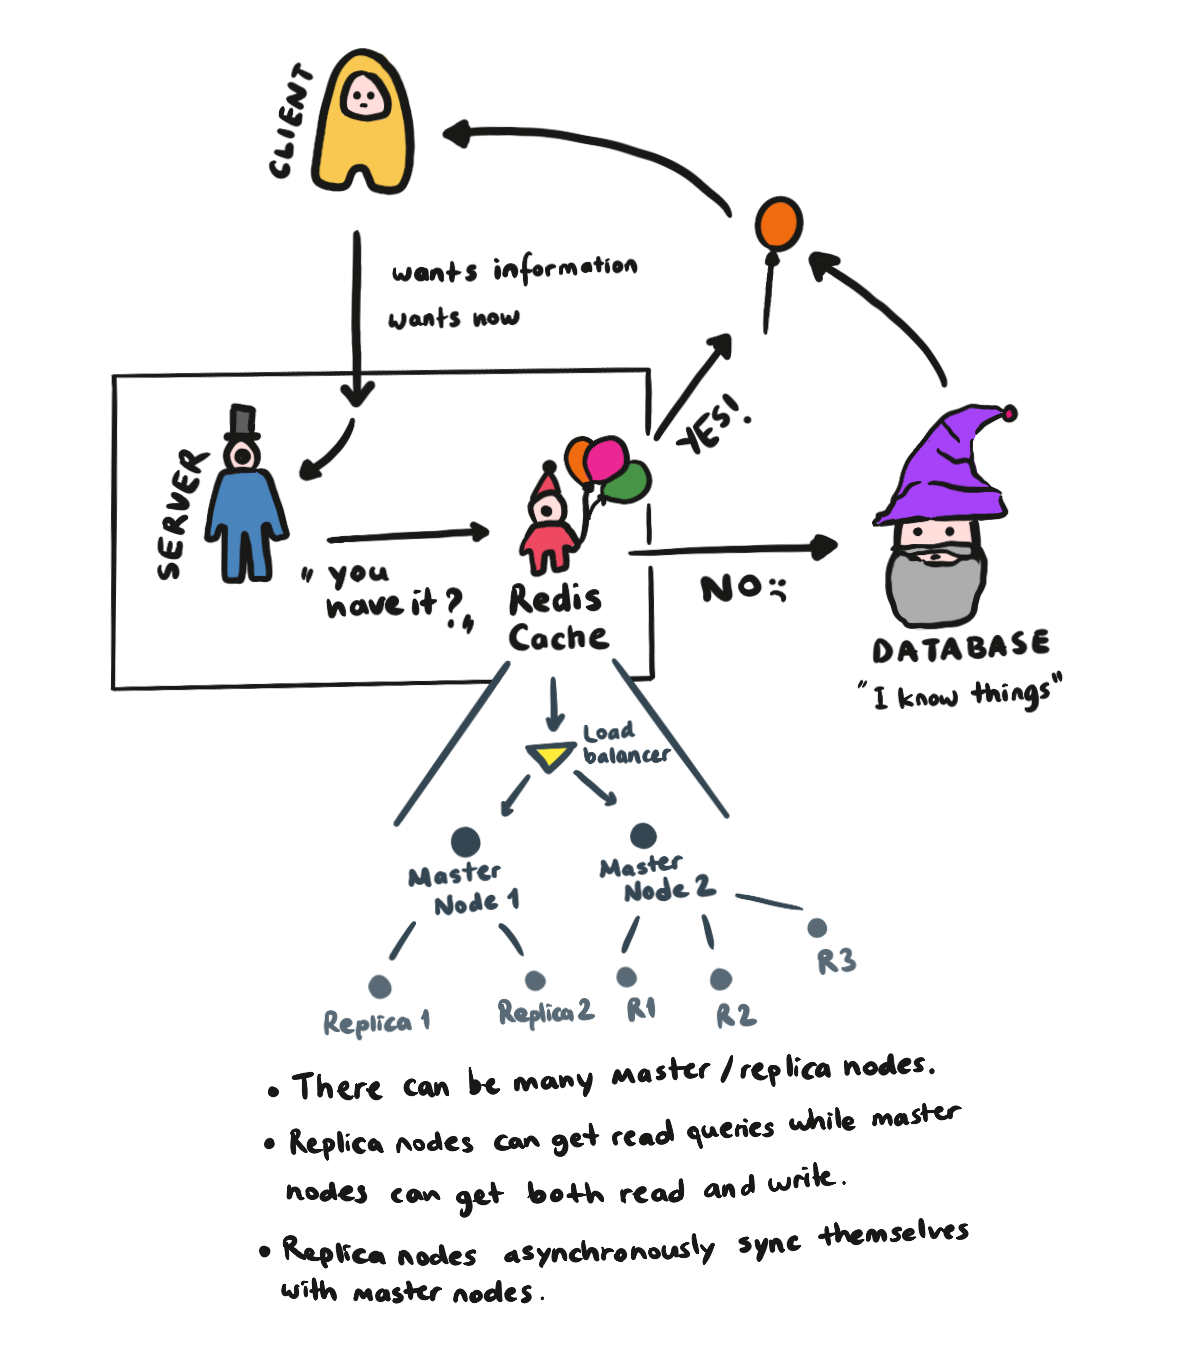 CLIENT
wants information
wants now
SERVER
"you
have it?"
Redis
Cache
YES!
NO :(
DATABASE
"I know things"
Load
balancer
Master
Node 1
Master
Node 2
Replica 1
Replica 2
R1
R2
R3
• There can be many master/replica nodes.
• Replica nodes can get read queries while master
nodes can get both read and write.
• Replica nodes asynchronously sync themselves
with master nodes.